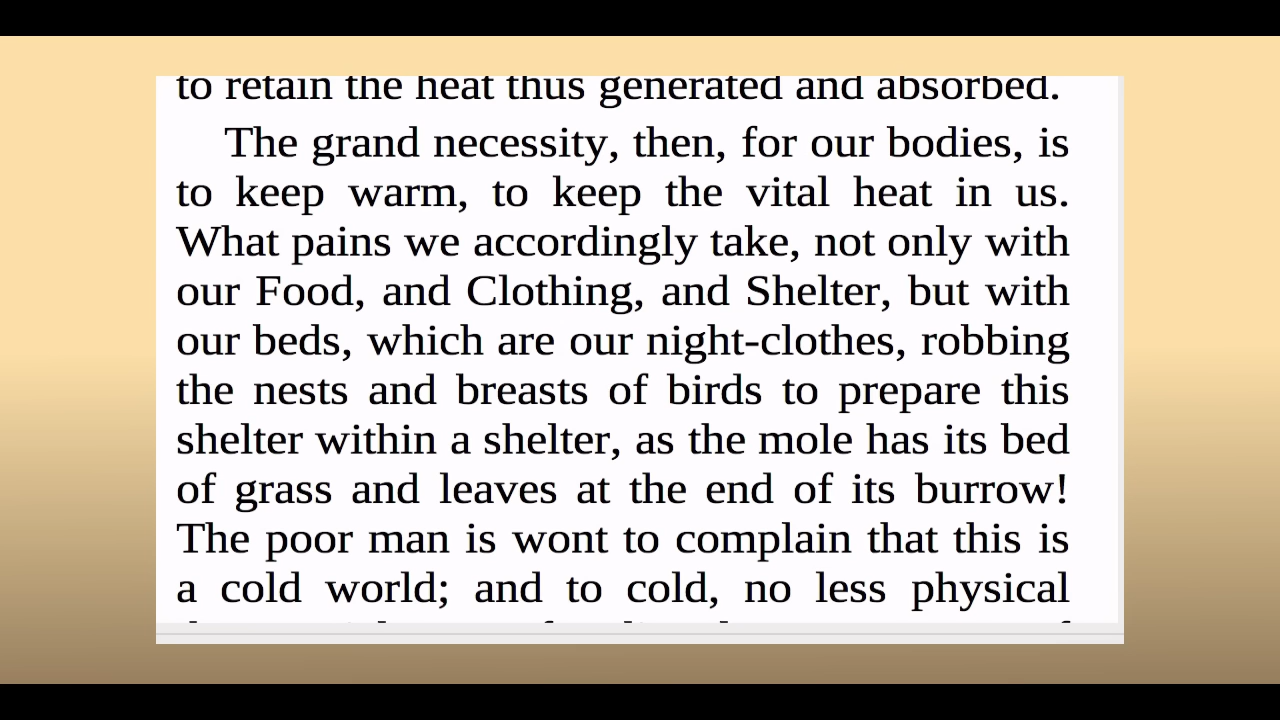 to retain the heat thus generated and absorbed.
The grand necessity, then, for our bodies, is
to keep warm, to keep the vital heat in us.
What pains we accordingly take, not only with
our Food, and Clothing, and Shelter, but with
our beds, which are our night-clothes, robbing
the nests and breasts of birds to prepare this
shelter within a shelter, as the mole has its bed
of grass and leaves at the end of its burrow!
The poor man is wont to complain that this is
a cold world; and to cold, no less physical